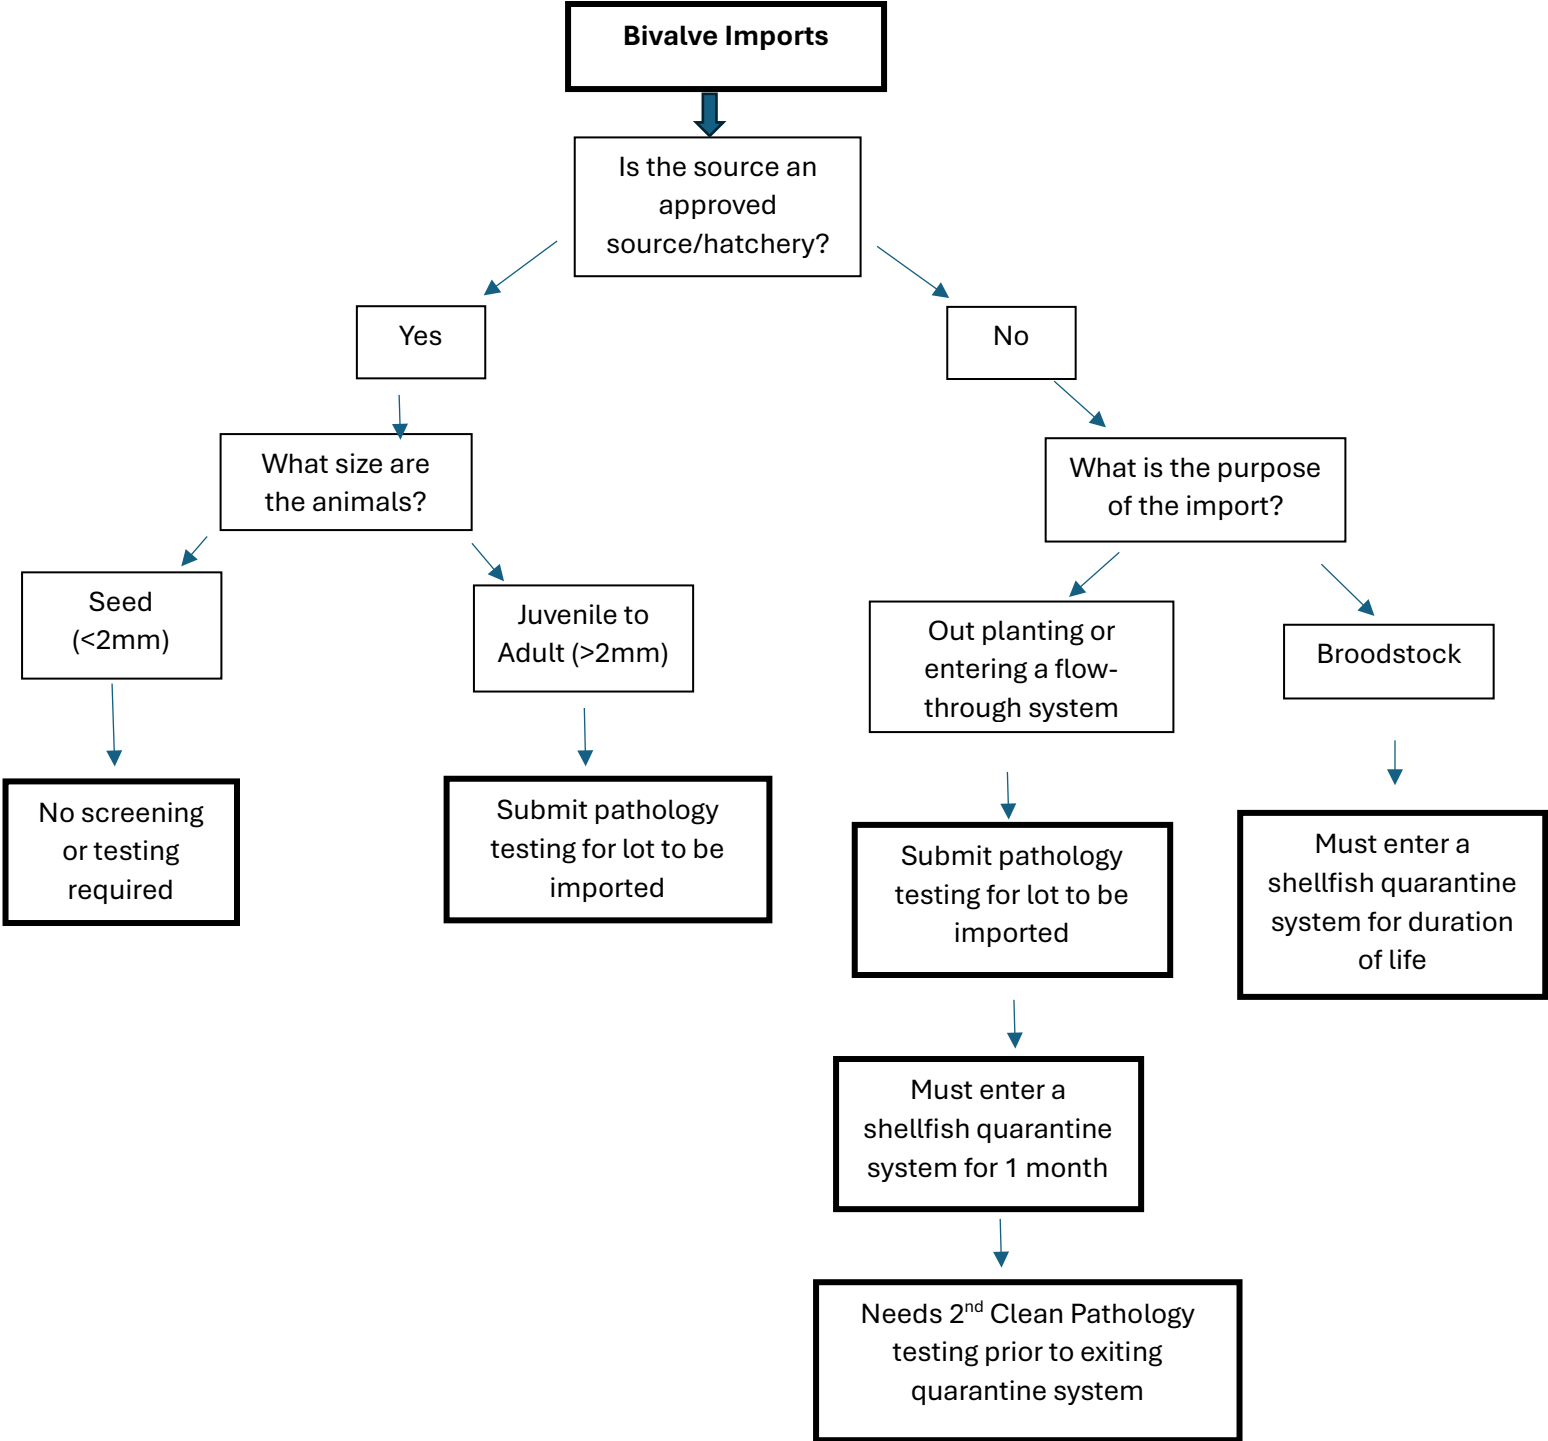 Bivalve Imports
Is the source an
approved
source/hatchery?
Yes
No
What size are
the animals?
What is the purpose
of the import?
Seed
(<2mm)
Juvenile to
Adult (>2mm)
Out planting or
entering a flow-
through system
Broodstock
No screening
or testing
required
Submit pathology
testing for lot to be
imported
Submit pathology
testing for lot to be
imported
Must enter a
shellfish quarantine
system for duration
of life
Must enter a
shellfish quarantine
system for 1 month
Needs 2nd Clean Pathology
testing prior to exiting
quarantine system